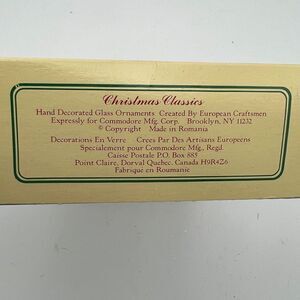 Christmas Classics
Hand Decorated Glass Ornaments Created By European Craftsmen
Expressly for Commodore Mfg. Corp. Brooklyn, NY 11232
© Copyright Made in Romania
Decorations En Verre Crees Par Des Artisans Europeens
Specialement pour Commodore Mfg., Regd.
Caisse Postale P.O. Box 885
Point Claire, Dorval Quebec, Canada H9R4Z6
Fabrique en Roumanie